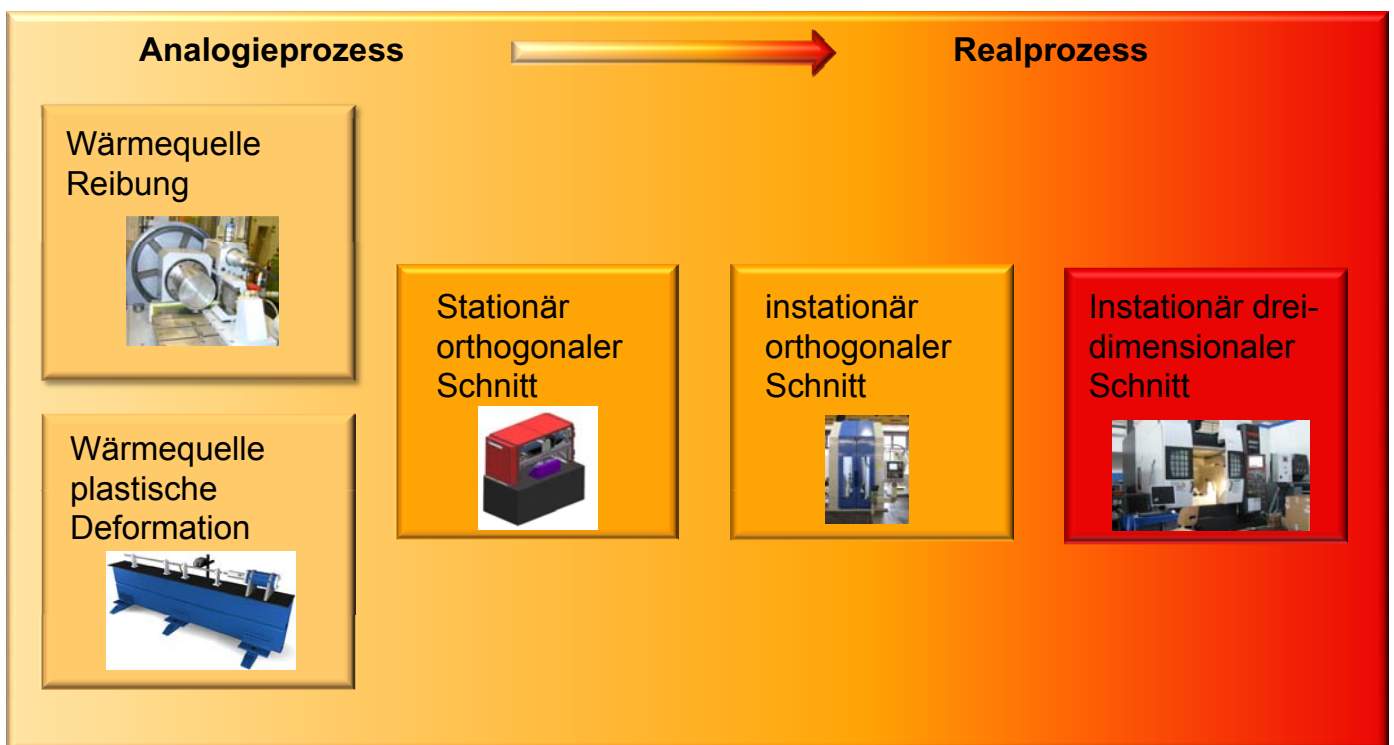 Analogieprozess
Realprozess
Wärmequelle
Reibung
Wärmequelle
plastische
Deformation
Stationär
orthogonaler
Schnitt
instationär
orthogonaler
Schnitt
Instationär drei-
dimensionaler
Schnitt